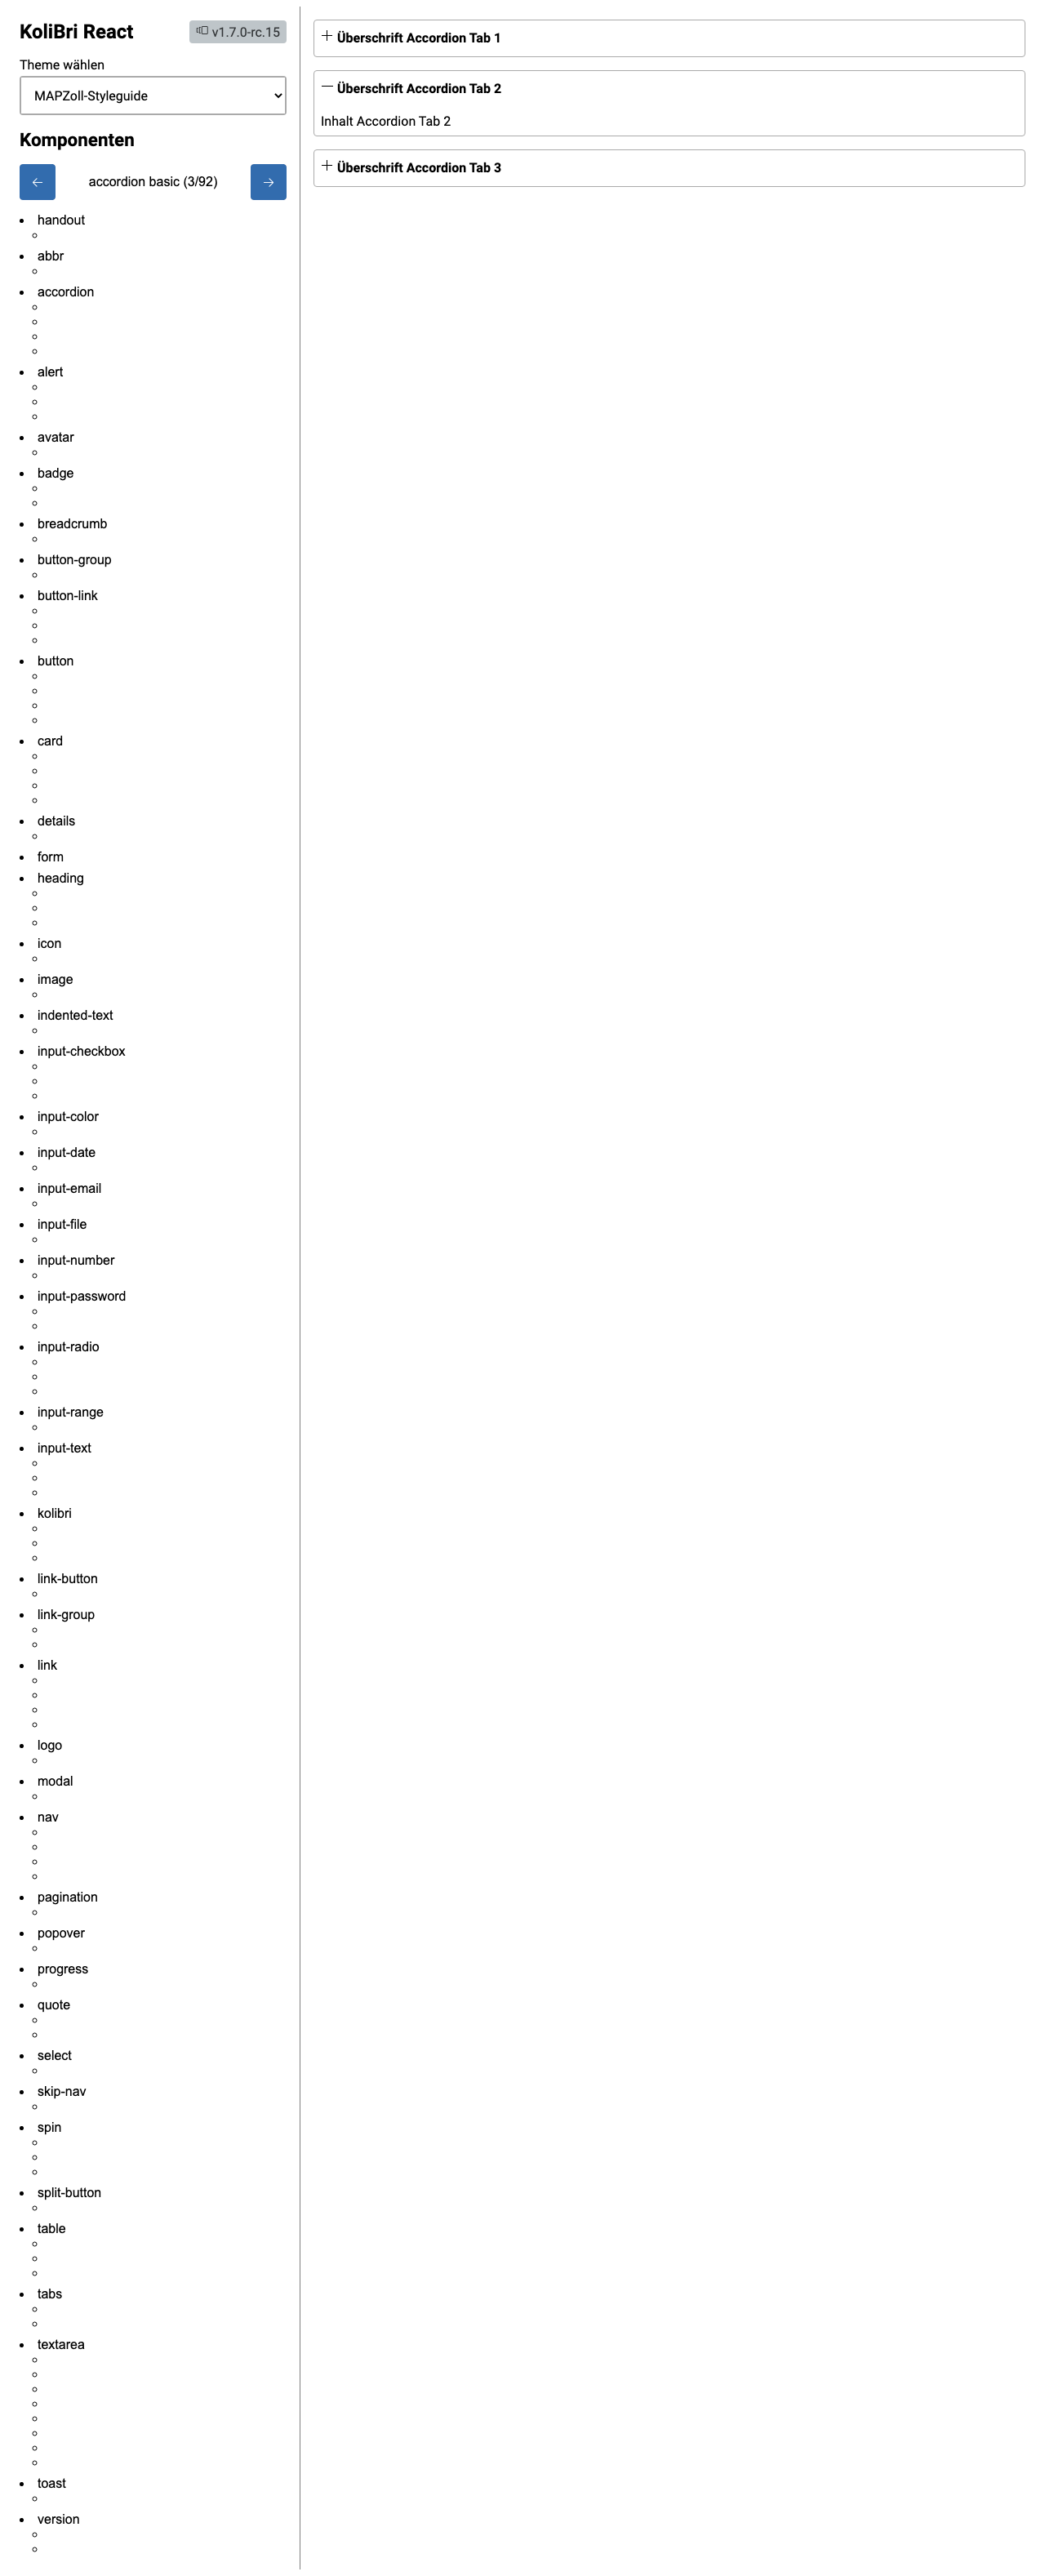 KoliBri React
v1.7.0-rc.15
Theme wählen
MAPZoll-Styleguide
Komponenten
accordion basic (3/92)
handout
abbr
accordion
alert
avatar
badge
breadcrumb
button-group
button-link
button
card
details
form
heading
icon
image
indented-text
input-checkbox
input-color
input-date
input-email
input-file
input-number
input-password
input-radio
input-range
input-text
kolibri
link-button
link-group
link
logo
modal
nav
pagination
popover
progress
quote
select
skip-nav
spin
split-button
table
tabs
textarea
toast
version
Überschrift Accordion Tab 1
Überschrift Accordion Tab 2
Inhalt Accordion Tab 2
Überschrift Accordion Tab 3